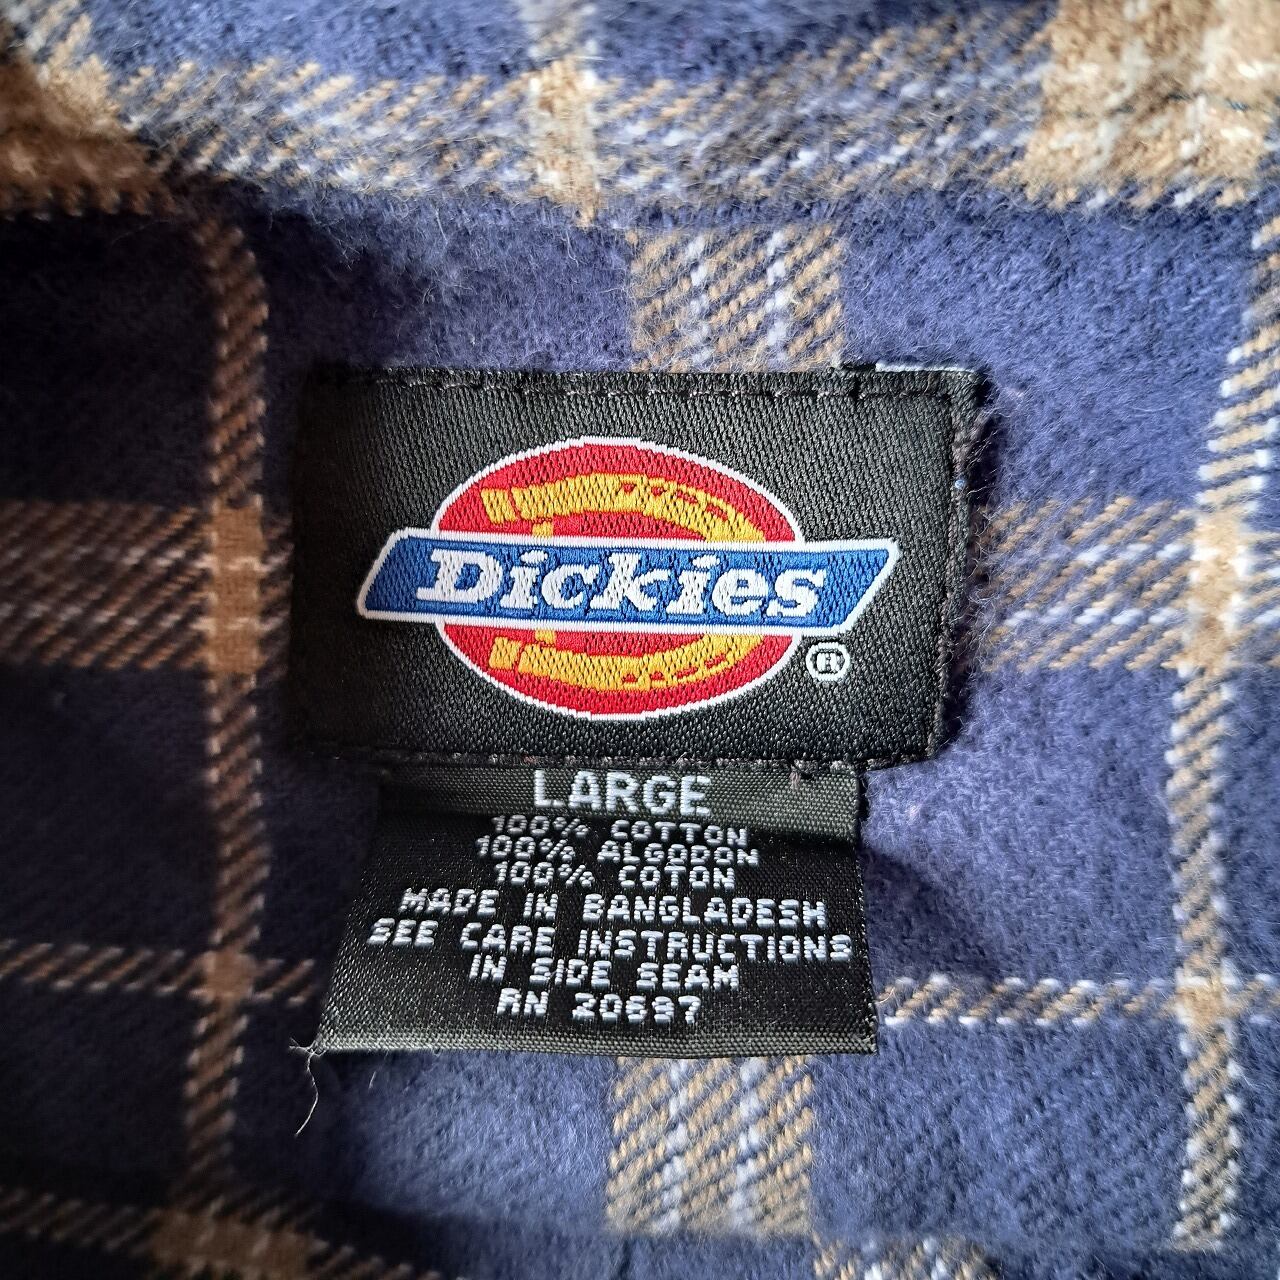 Dickies
®
LARGE
100% COTTON
100% ALGODON
100% COTON
MADE IN BANGLADESH
SEE CARE INSTRUCTIONS
IN SIDE SEAM
RN 20697